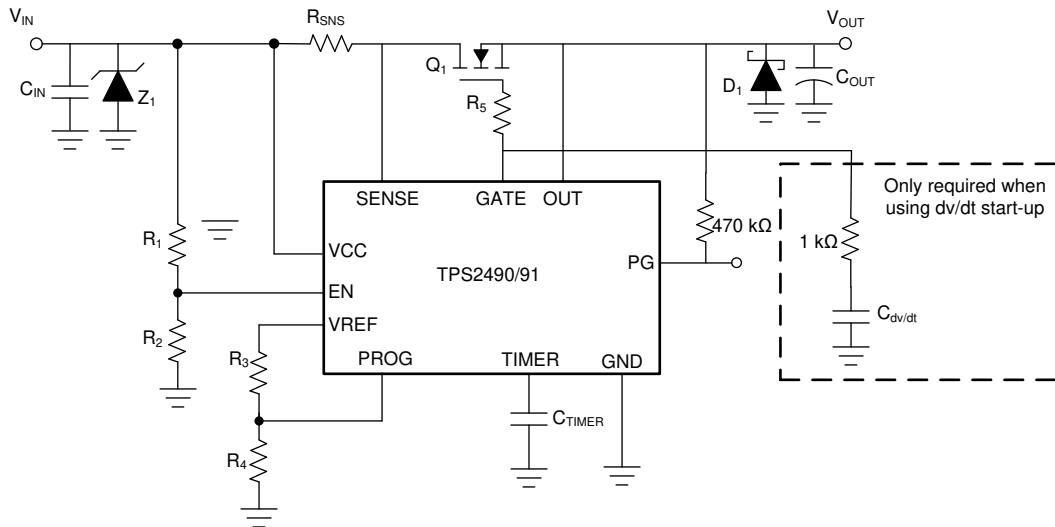 VIN
RSNS
VOUT
Q1
CIN
Z1
R5
D1
COUT
Only required when
using dv/dt start-up
SENSE
GATE
OUT
R1
470 kΩ
1 kΩ
VCC
PG
TPS2490/91
EN
R2
VREF
Cdv/dt
R3
PROG
TIMER
GND
CTIMER
R4